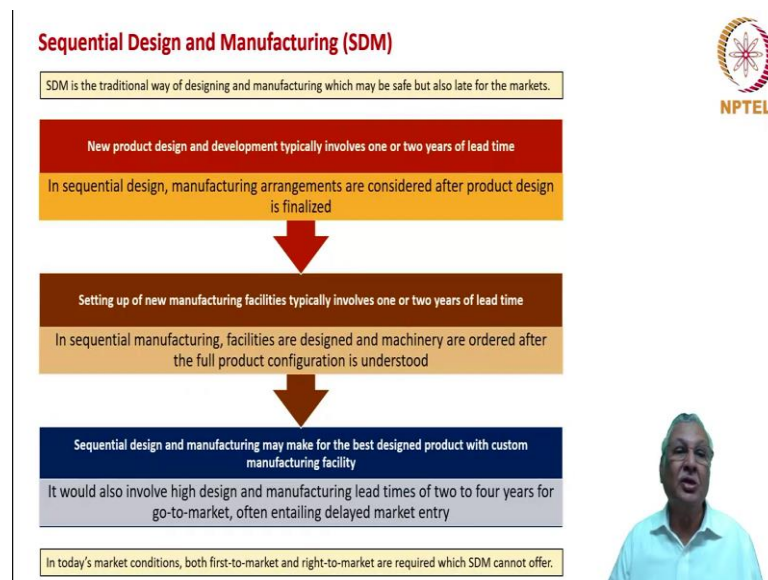 Sequential Design and Manufacturing (SDM)
NPTEL
SDM is the traditional way of designing and manufacturing which may be safe but also late for the markets.
New product design and development typically involves one or two years of lead time
In sequential design, manufacturing arrangements are considered after product design
is finalized
Setting up of new manufacturing facilities typically involves one or two years of lead time
In sequential manufacturing, facilities are designed and machinery are ordered after
the full product configuration is understood
Sequential design and manufacturing may make for the best designed product with custom
manufacturing facility
It would also involve high design and manufacturing lead times of two to four years for
go-to-market, often entailing delayed market entry
In today's market conditions, both first-to-market and right-to-market are required which SDM cannot offer.